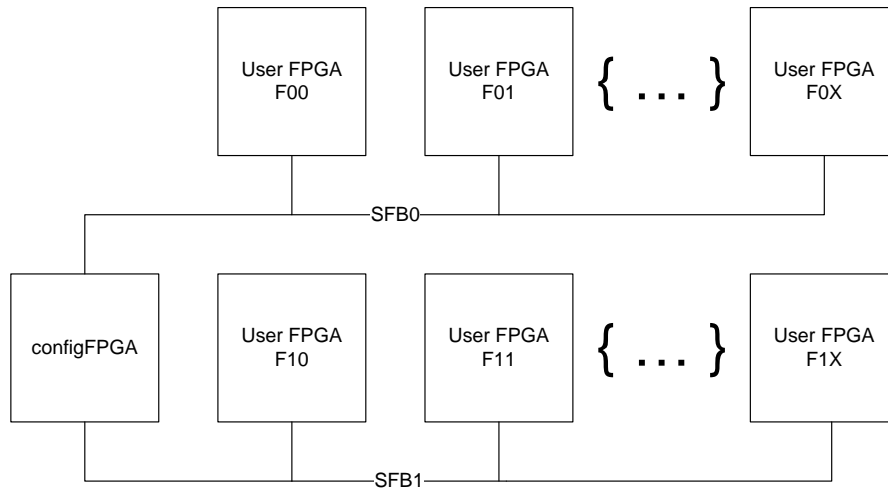 User FPGA
F00
User FPGA
F01
{ ... }
User FPGA
F0X
SFB0
configFPGA
User FPGA
F10
User FPGA
F11
{ ... }
User FPGA
F1X
SFB1